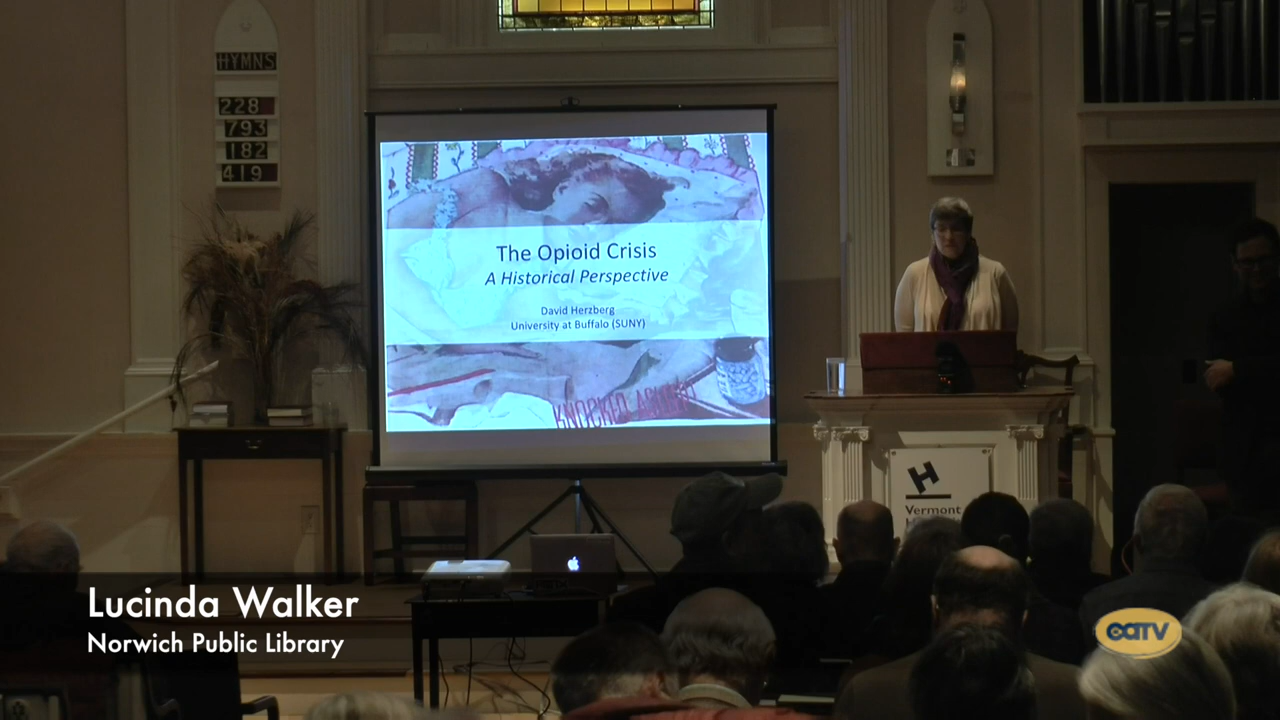 HYMNS
228
793
182
419
The Opioid Crisis
A Historical Perspective
David Herzberg
University at Buffalo (SUNY)
KNOCKED
H
Vermont
Lucinda Walker
Norwich Public Library
CATV